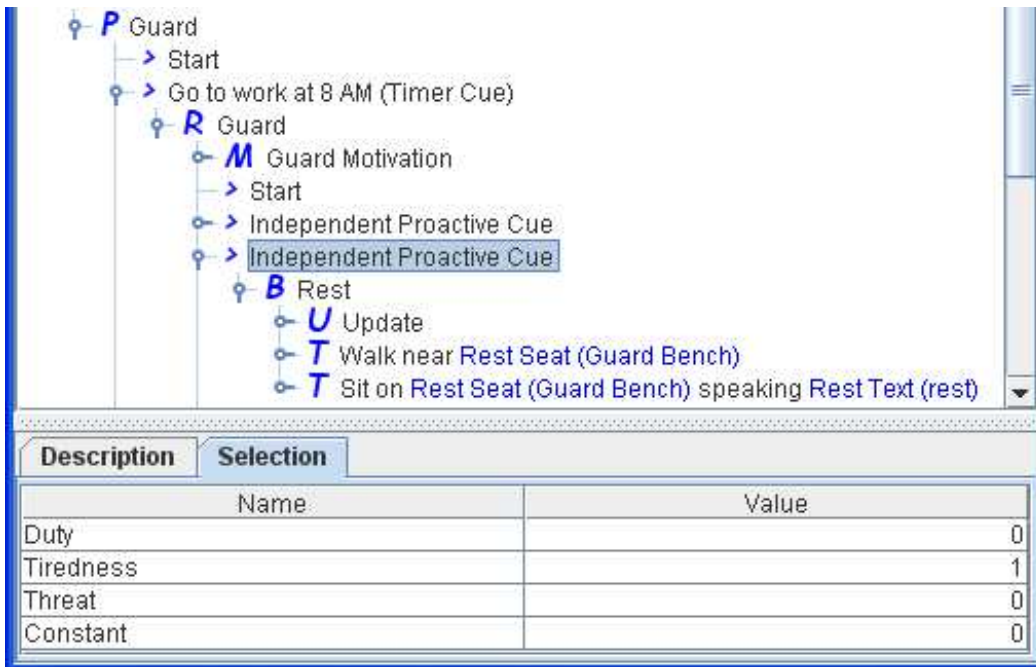 P Guard
> Start
> Go to work at 8 AM (Timer Cue)
R Guard
M Guard Motivation
> Start
> Independent Proactive Cue
> Independent Proactive Cue
B Rest
U Update
T Walk near Rest Seat (Guard Bench)
T Sit on Rest Seat (Guard Bench) speaking Rest Text (rest)
Description Selection
Name Value
Duty 0
Tiredness 1
Threat 0
Constant 0